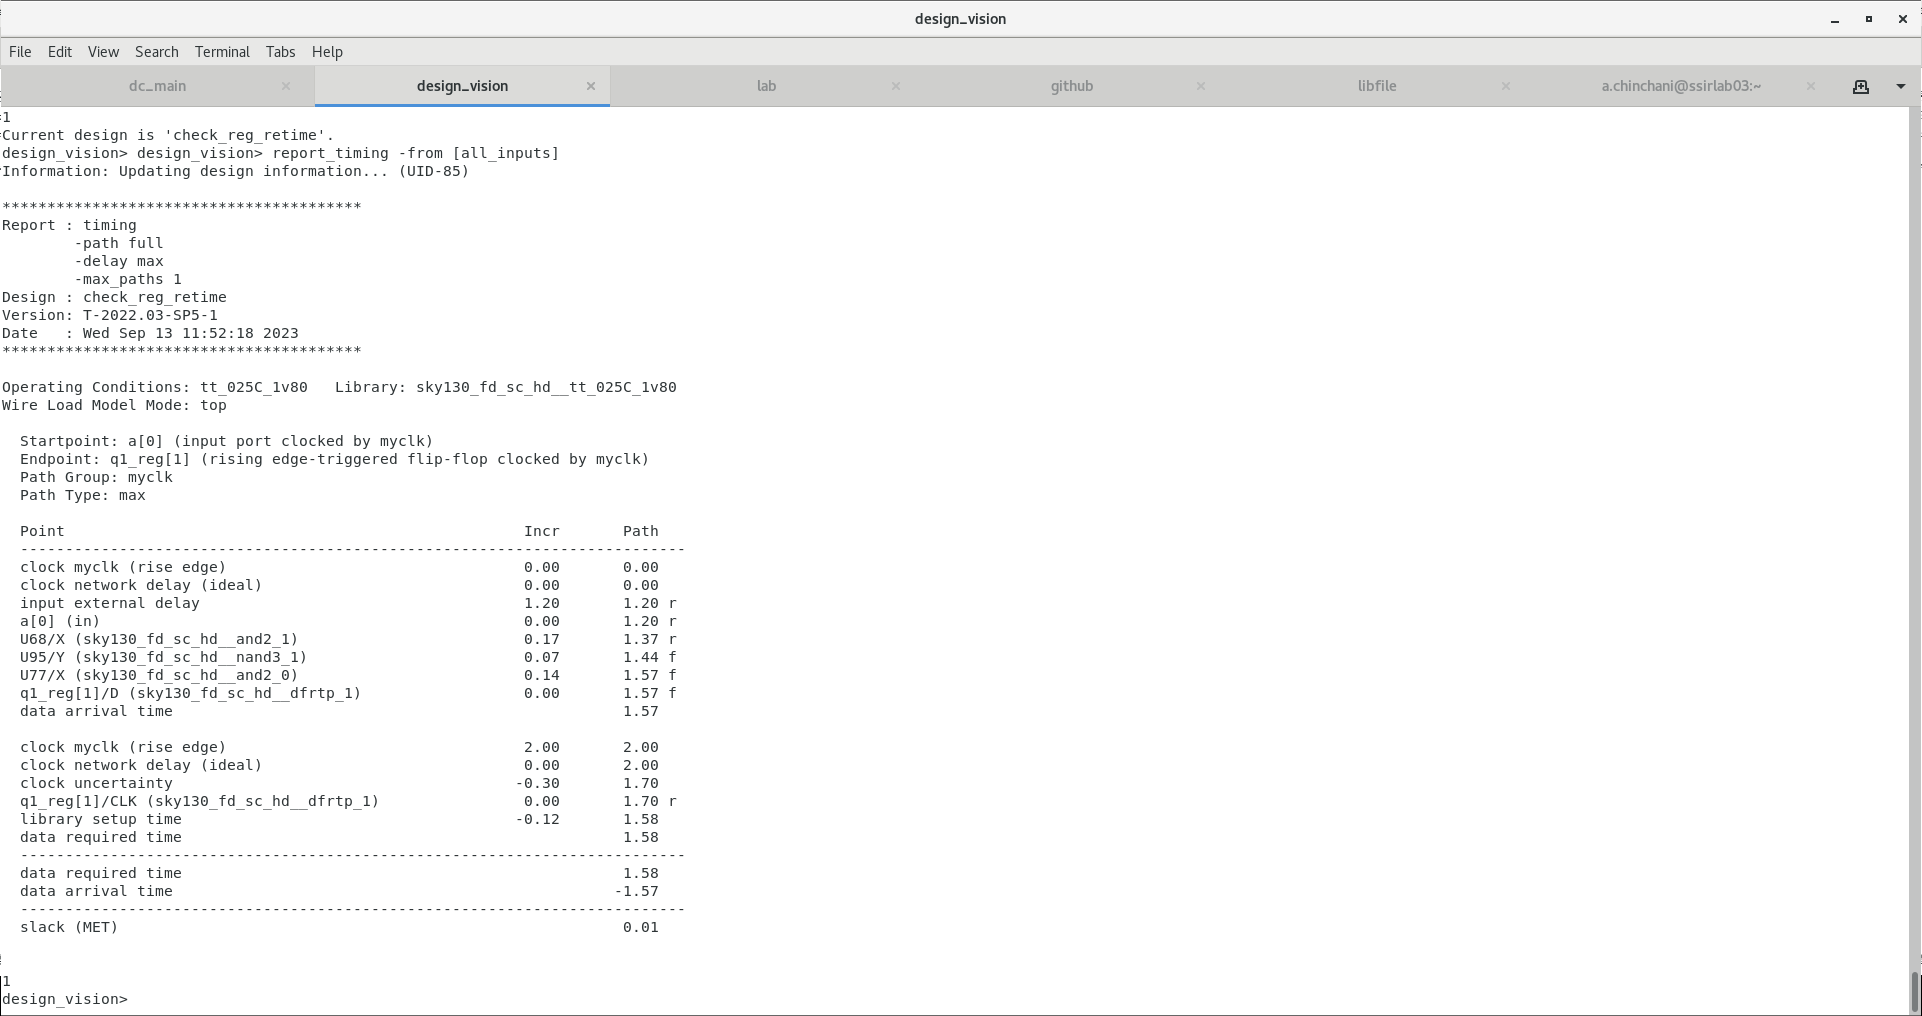 design_vision
File Edit View Search Terminal Tabs Help
dc_main design_vision lab github libfile a.chinchani@ssirlab03:~
1
Current design is 'check_reg_retime'.
design_vision> design_vision> report_timing -from [all_inputs]
Information: Updating design information... (UID-85)
****************************************
Report : timing
        -path full
        -delay max
        -max_paths 1
Design : check_reg_retime
Version: T-2022.03-SP5-1
Date   : Wed Sep 13 11:52:18 2023
****************************************
Operating Conditions: tt_025C_1v80   Library: sky130_fd_sc_hd__tt_025C_1v80
Wire Load Model Mode: top
  Startpoint: a[0] (input port clocked by myclk)
  Endpoint: q1_reg[1] (rising edge-triggered flip-flop clocked by myclk)
  Path Group: myclk
  Path Type: max
  Point                                                   Incr       Path
  --------------------------------------------------------------------------
  clock myclk (rise edge)                                 0.00       0.00
  clock network delay (ideal)                             0.00       0.00
  input external delay                                    1.20       1.20 r
  a[0] (in)                                               0.00       1.20 r
  U68/X (sky130_fd_sc_hd__and2_1)                         0.17       1.37 r
  U95/Y (sky130_fd_sc_hd__nand3_1)                        0.07       1.44 f
  U77/X (sky130_fd_sc_hd__and2_0)                         0.14       1.57 f
  q1_reg[1]/D (sky130_fd_sc_hd__dfrtp_1)                  0.00       1.57 f
  data arrival time                                                  1.57
  clock myclk (rise edge)                                 2.00       2.00
  clock network delay (ideal)                             0.00       2.00
  clock uncertainty                                      -0.30       1.70
  q1_reg[1]/CLK (sky130_fd_sc_hd__dfrtp_1)                0.00       1.70 r
  library setup time                                     -0.12       1.58
  data required time                                                 1.58
  --------------------------------------------------------------------------
  data required time                                                 1.58
  data arrival time                                                 -1.57
  --------------------------------------------------------------------------
  slack (MET)                                                        0.01
1
design_vision>